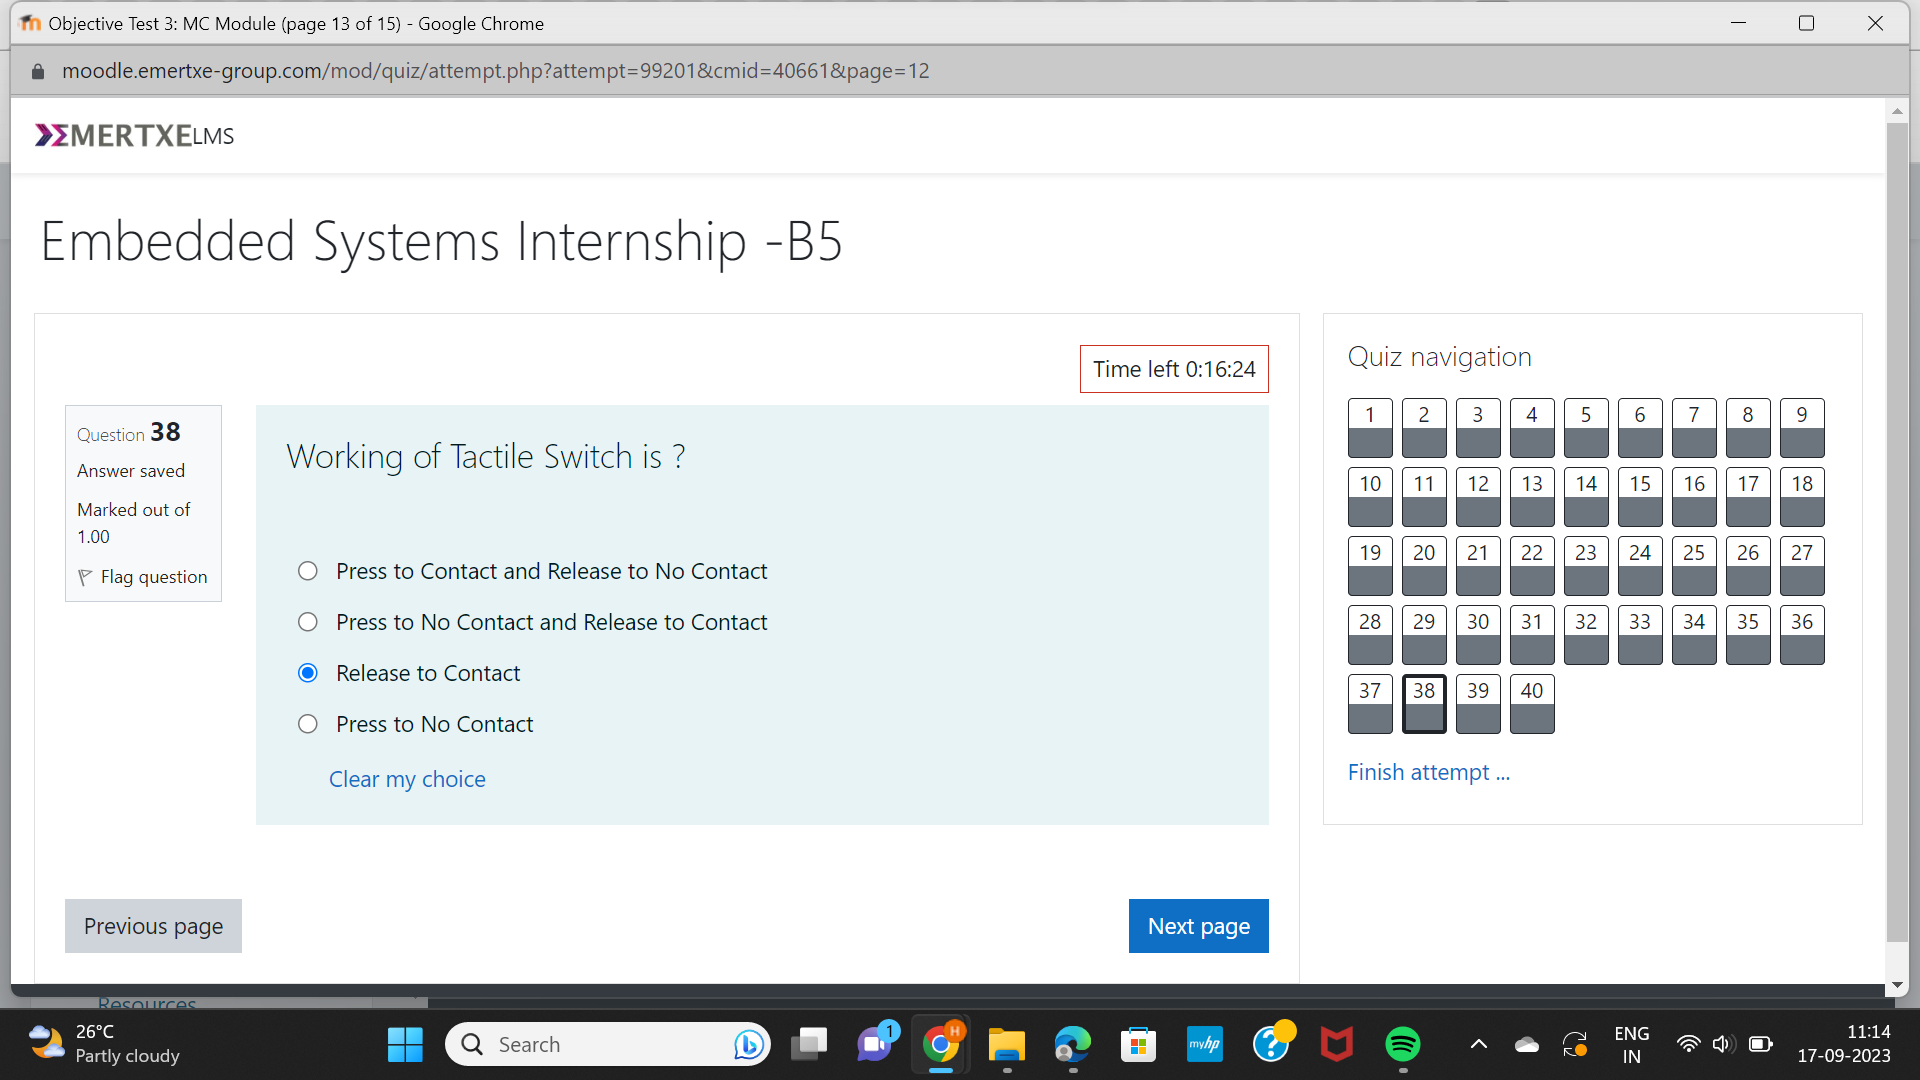 Objective Test 3: MC Module (page 13 of 15) - Google Chrome
moodle.emertxe-group.com/mod/quiz/attempt.php?attempt=99201&cmid=40661&page=12
EMERTXE LMS
Embedded Systems Internship -B5
Time left 0:16:24
Question 38
Answer saved
Marked out of
1.00
Flag question
Working of Tactile Switch is ?
Press to Contact and Release to No Contact
Press to No Contact and Release to Contact
Release to Contact
Press to No Contact
Clear my choice
Previous page
Next page
Quiz navigation
1 2 3 4 5 6 7 8 9
10 11 12 13 14 15 16 17 18
19 20 21 22 23 24 25 26 27
28 29 30 31 32 33 34 35 36
37 38 39 40
Finish attempt ...
Resources
26°C
Partly cloudy
Search
1
H
myhp
ENG
IN
11:14
17-09-2023